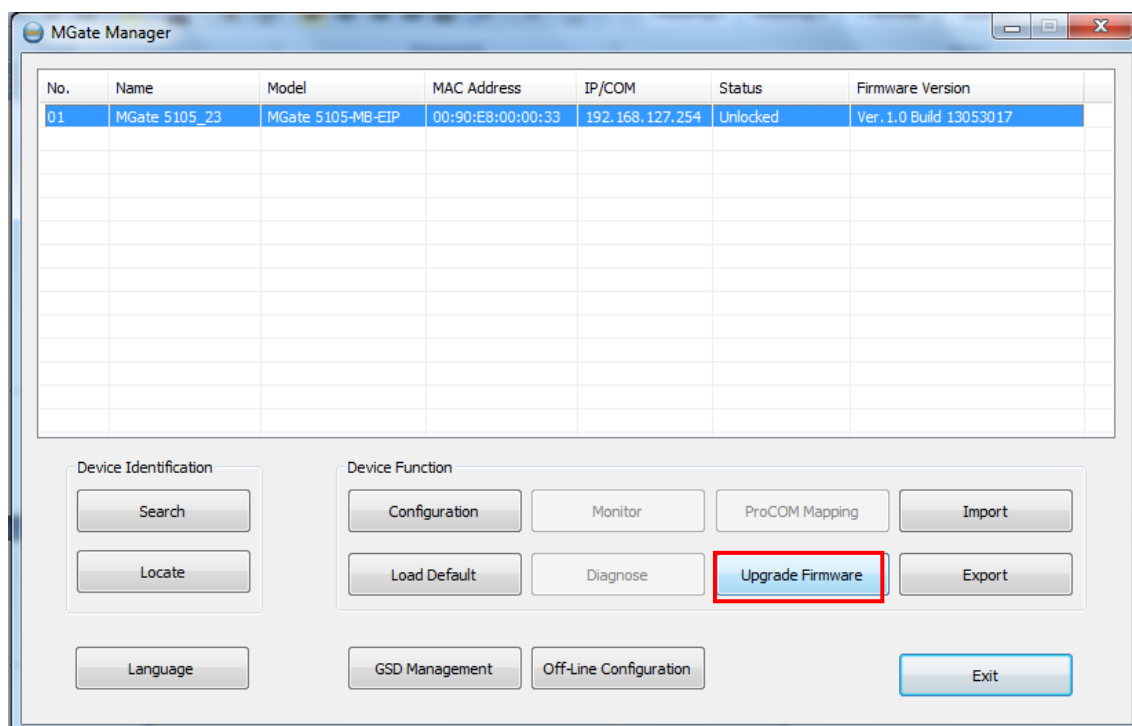 MGate Manager
No. Name Model MAC Address IP/COM Status Firmware Version
01 MGate 5105_23 MGate 5105-MB-EIP 00:90:E8:00:00:33 192.168.127.254 Unlocked Ver.1.0 Build 13053017
Device Identification Device Function
Search Configuration Monitor ProCOM Mapping Import
Locate Load Default Diagnose Upgrade Firmware Export
Language GSD Management Off-Line Configuration Exit